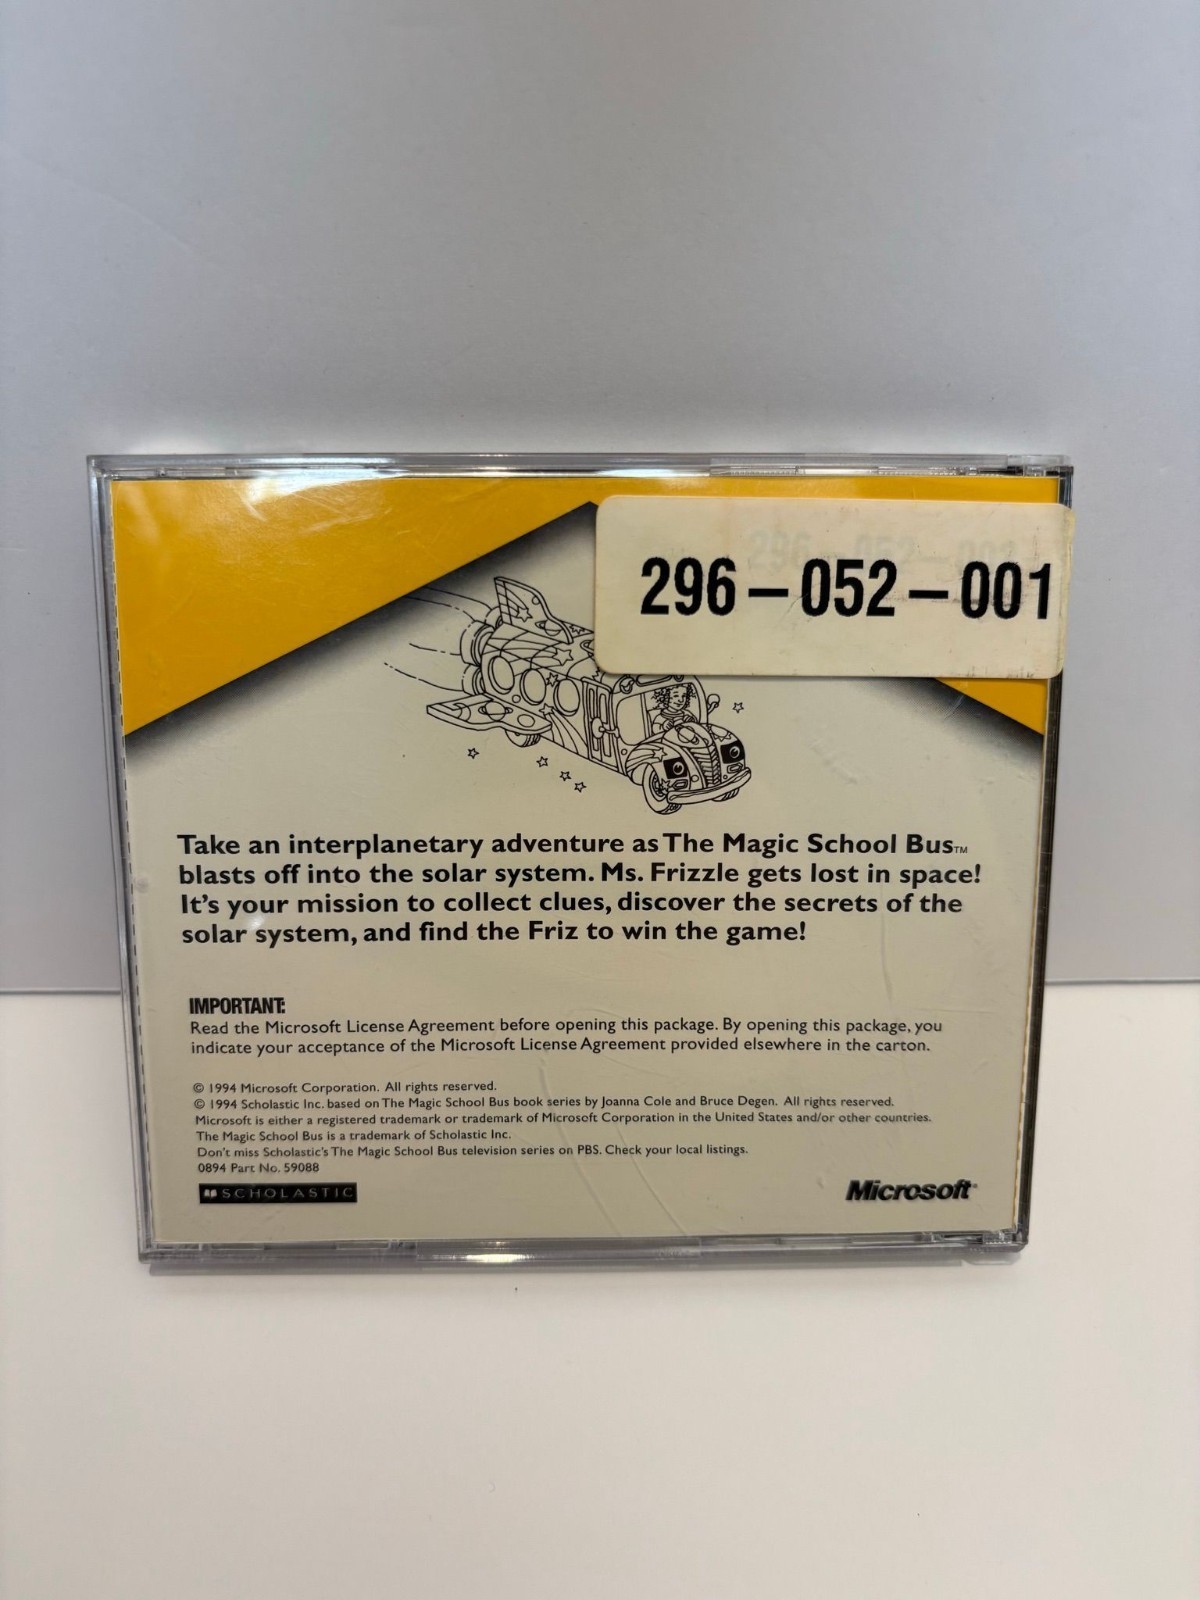 296-052-001
Take an interplanetary adventure as The Magic School Bus™
blasts off into the solar system. Ms. Frizzle gets lost in space!
It's your mission to collect clues, discover the secrets of the
solar system, and find the Friz to win the game!
IMPORTANT:
Read the Microsoft License Agreement before opening this package. By opening this package, you
indicate your acceptance of the Microsoft License Agreement provided elsewhere in the carton.
© 1994 Microsoft Corporation. All rights reserved.
© 1994 Scholastic Inc. based on The Magic School Bus book series by Joanna Cole and Bruce Degen. All rights reserved.
Microsoft is either a registered trademark or trademark of Microsoft Corporation in the United States and/or other countries.
The Magic School Bus is a trademark of Scholastic Inc.
Don't miss Scholastic's The Magic School Bus television series on PBS. Check your local listings.
0894 Part No. 59088
SCHOLASTIC
Microsoft®